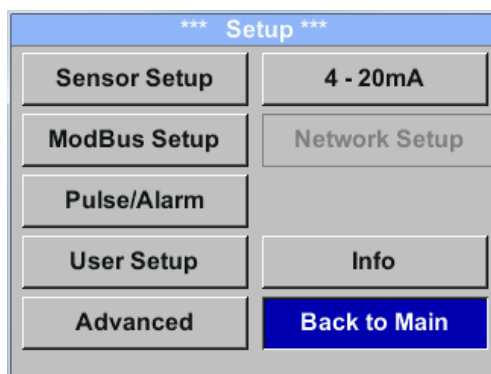 *** Setup ***
Sensor Setup
4 - 20mA
ModBus Setup
Network Setup
Pulse/Alarm
User Setup
Info
Advanced
Back to Main